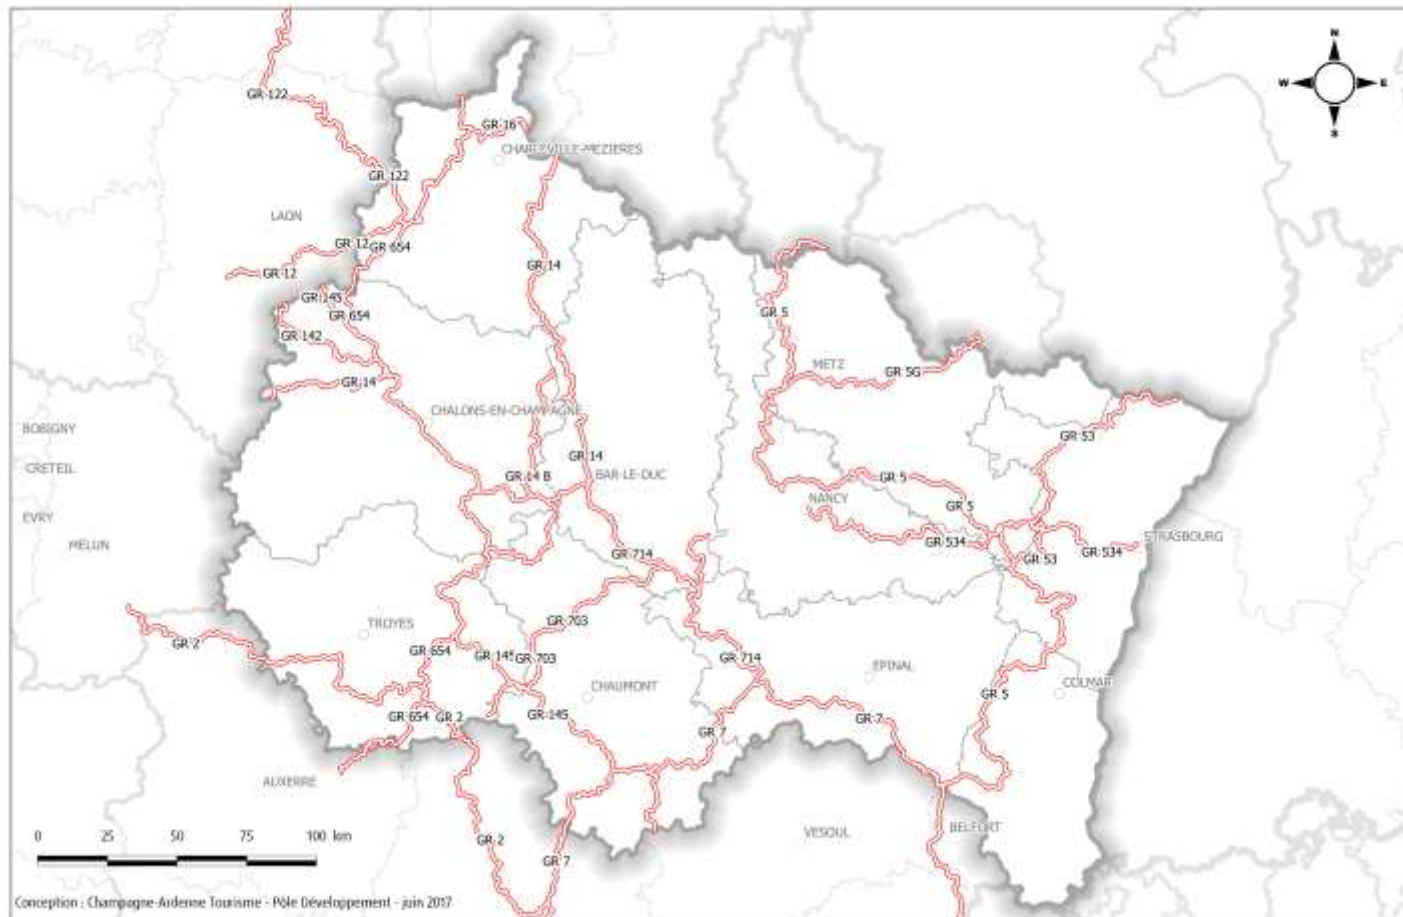 N
GR 122
W
E
GR 16
S
CHARLEVILLE-MEZIERES
GR 122
LAON
GR 12
GR 654
GR 12
GR 14
GR 145
GR 5
GR 654
GR 142
METZ
GR 5G
GR 14
CHALONS-EN-CHAMPAGNE
BOBIGNY
GR 53
GR 14
CRETEIL
GR 14 B
BAR-LE-DUC
GR 5
NANCY
GR 5
EVRY
STRASBOURG
MELUN
GR 534
GR 534
GR 714
GR 53
TROYES
GR 703
GR 2
GR 654
GR 145
GR 703
GR 714
EPINAL
CHAUMONT
GR 5
COLMAR
GR 654
GR 2
GR 145
GR 7
GR 7
AUXERRE
BELFORT
VESOUL
0 25 50 75 100 km
GR 2
GR 7
Conception : Champagne-Ardenne Tourisme - Pôle Développement - juin 2017